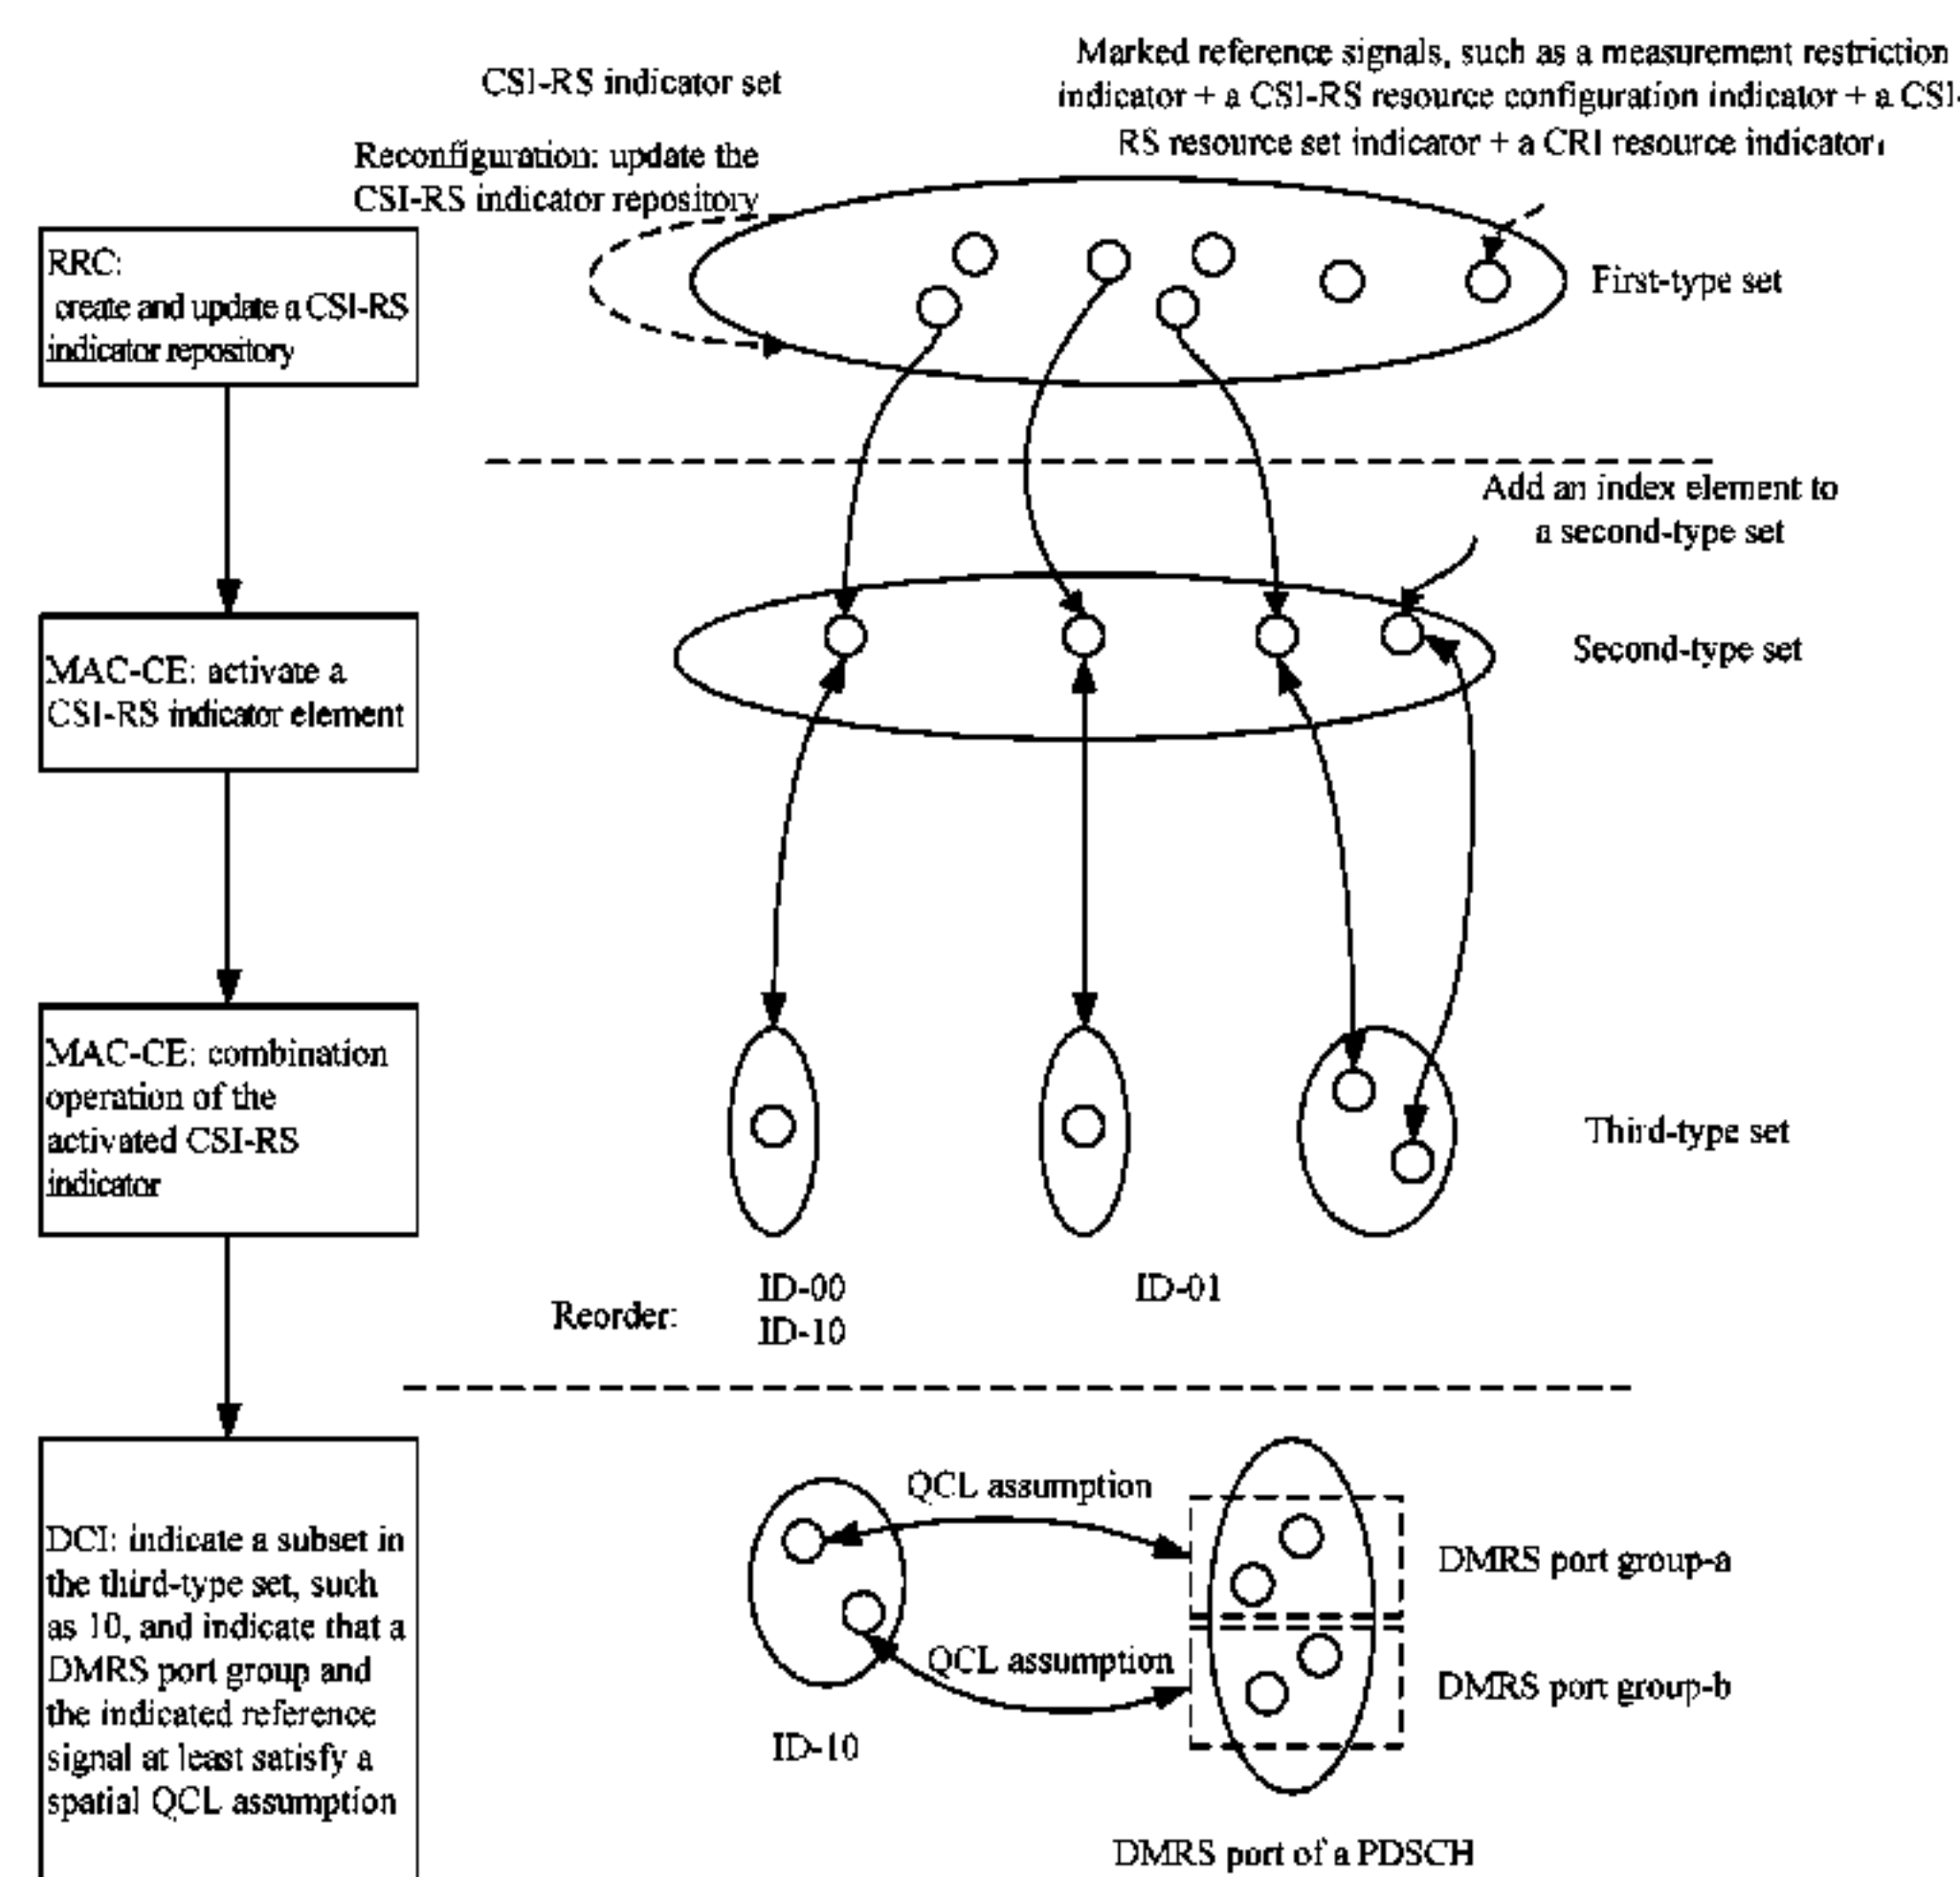 CSI-RS indicator set
Marked reference signals, such as a measurement restriction
indicator + a CSI-RS resource configuration indicator + a CSI-
RS resource set indicator + a CRI resource indicator
Reconfiguration: update the
CSI-RS indicator repository
RRC:
create and update a CSI-RS
indicator repository
First-type set
Add an index element to
a second-type set
MAC-CE: activate a
CSI-RS indicator element
Second-type set
MAC-CE: combination
operation of the
activated CSI-RS
indicator
Third-type set
ID-00
ID-01
Reorder:
ID-10
DCI: indicate a subset in
the third-type set, such
as 10, and indicate that a
DMRS port group and
the indicated reference
signal at least satisfy a
spatial QCL assumption
QCL assumption
DMRS port group-a
QCL assumption
DMRS port group-b
ID-10
DMRS port of a PDSCH